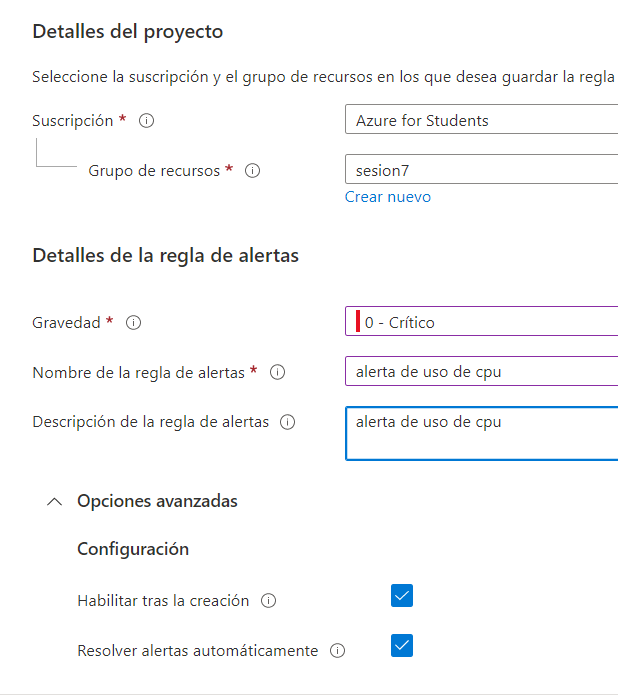 Detalles del proyecto
Seleccione la suscripción y el grupo de recursos en los que desea guardar la regla
Suscripción * Azure for Students
Grupo de recursos * sesion7
Crear nuevo
Detalles de la regla de alertas
Gravedad * 0 - Crítico
Nombre de la regla de alertas * alerta de uso de cpu
Descripción de la regla de alertas alerta de uso de cpu
Opciones avanzadas
Configuración
Habilitar tras la creación
Resolver alertas automáticamente